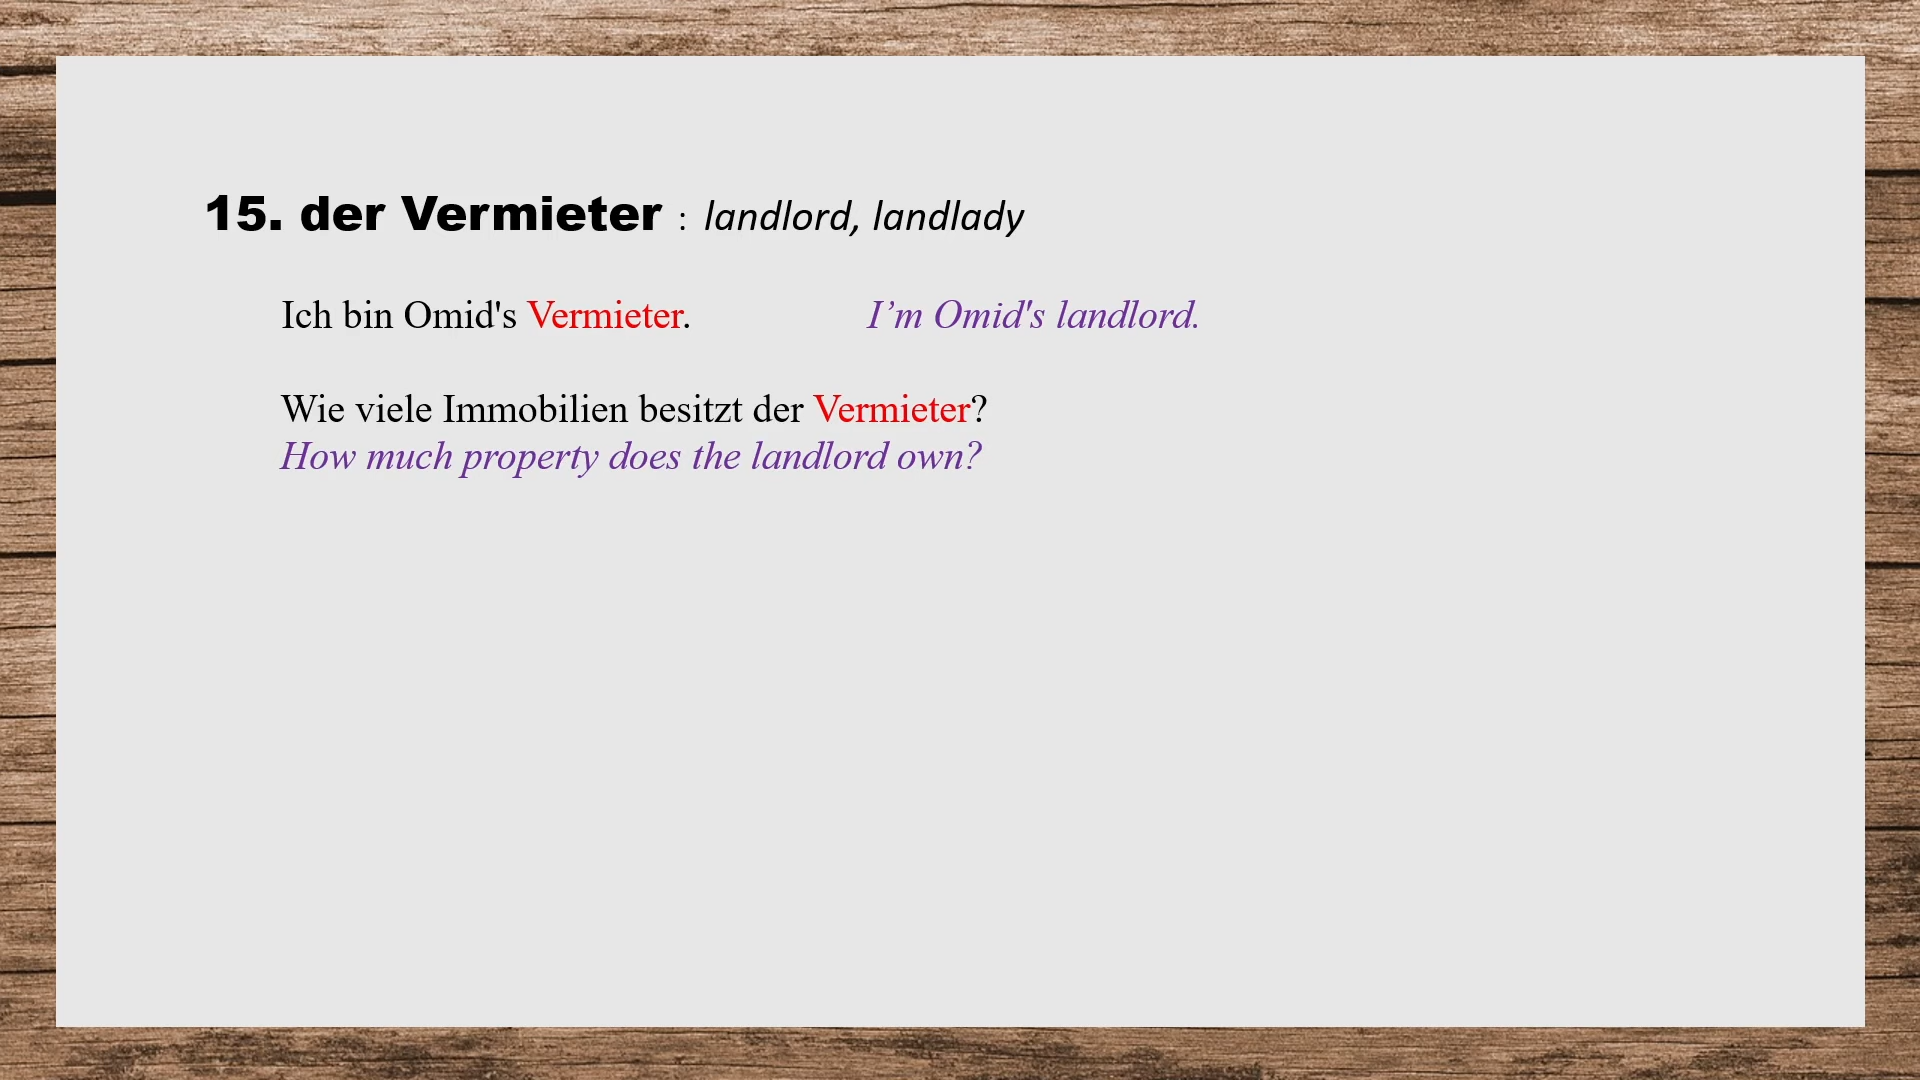 15. der Vermieter : landlord, landlady
Ich bin Omid's Vermieter. I’m Omid's landlord.
Wie viele Immobilien besitzt der Vermieter?
How much property does the landlord own?